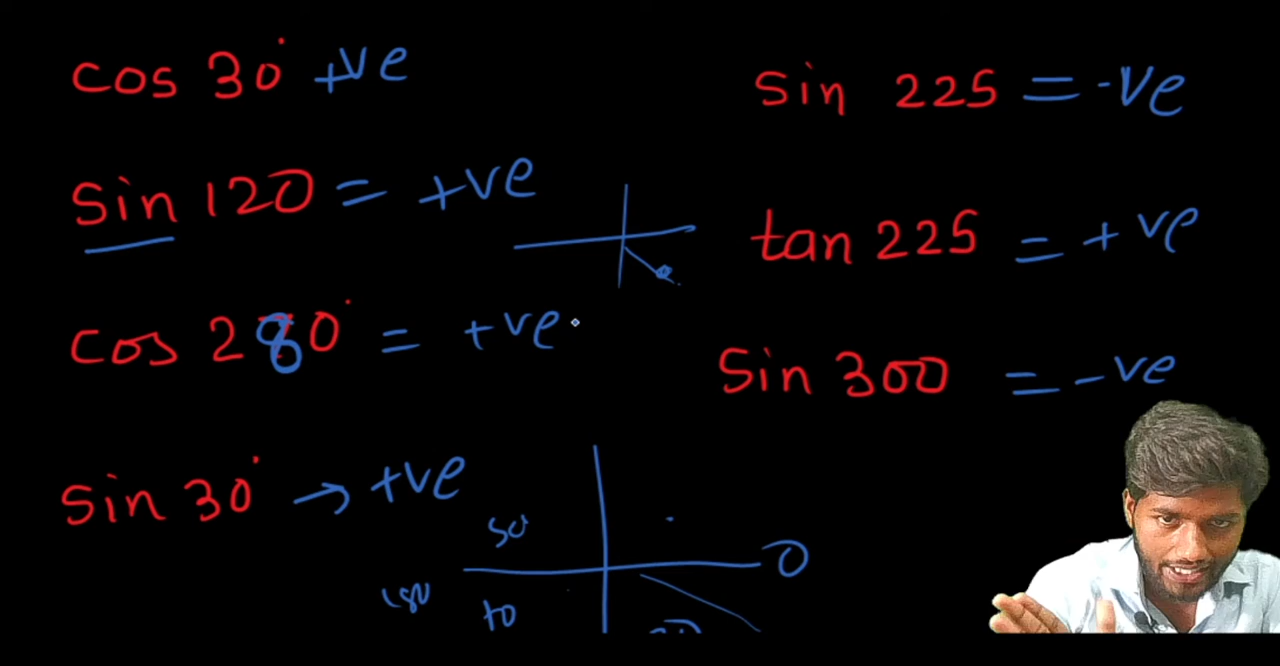 cos 30° +ve
sin 120 = +ve
cos 280° = +ve
sin 30° → +ve
sin 225 = -ve
tan 225 = + ve
sin 300 = - ve
180
0